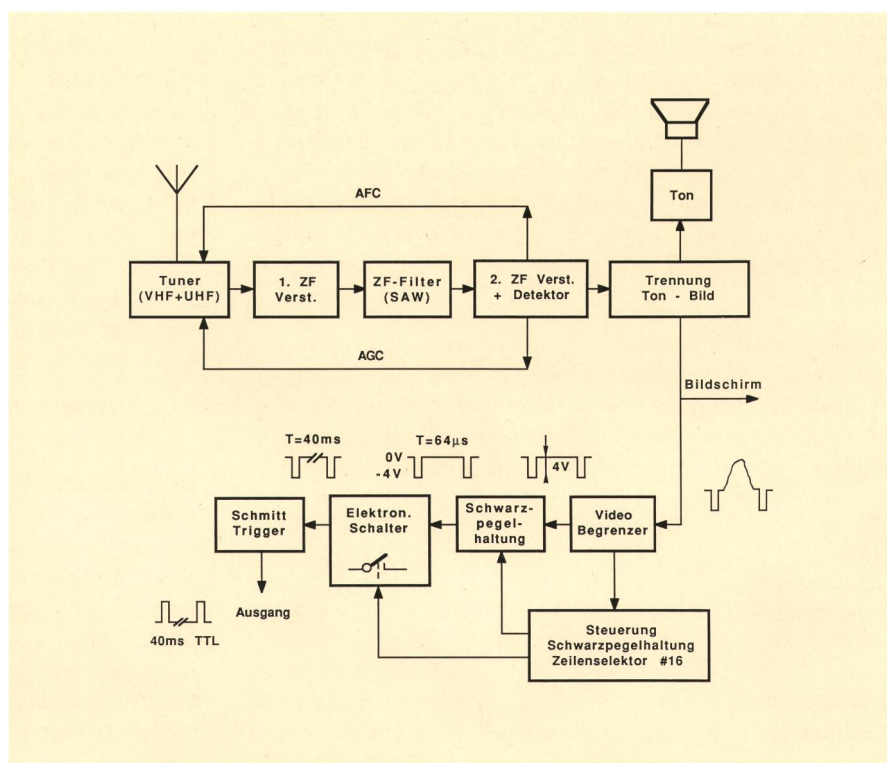 Ton
AFC
Tuner
(VHF+UHF)
1. ZF
Verst.
ZF-Filter
(SAW)
2. ZF Verst.
+ Detektor
Trennung
Ton - Bild
AGC
Bildschirm
T=40ms
T=64µs
0V
-4V
4V
Schmitt
Trigger
Elektron.
Schalter
Schwarz-
pegel-
haltung
Video
Begrenzer
Ausgang
40ms TTL
Steuerung
Schwarzpegelhaltung
Zeilenselektor #16